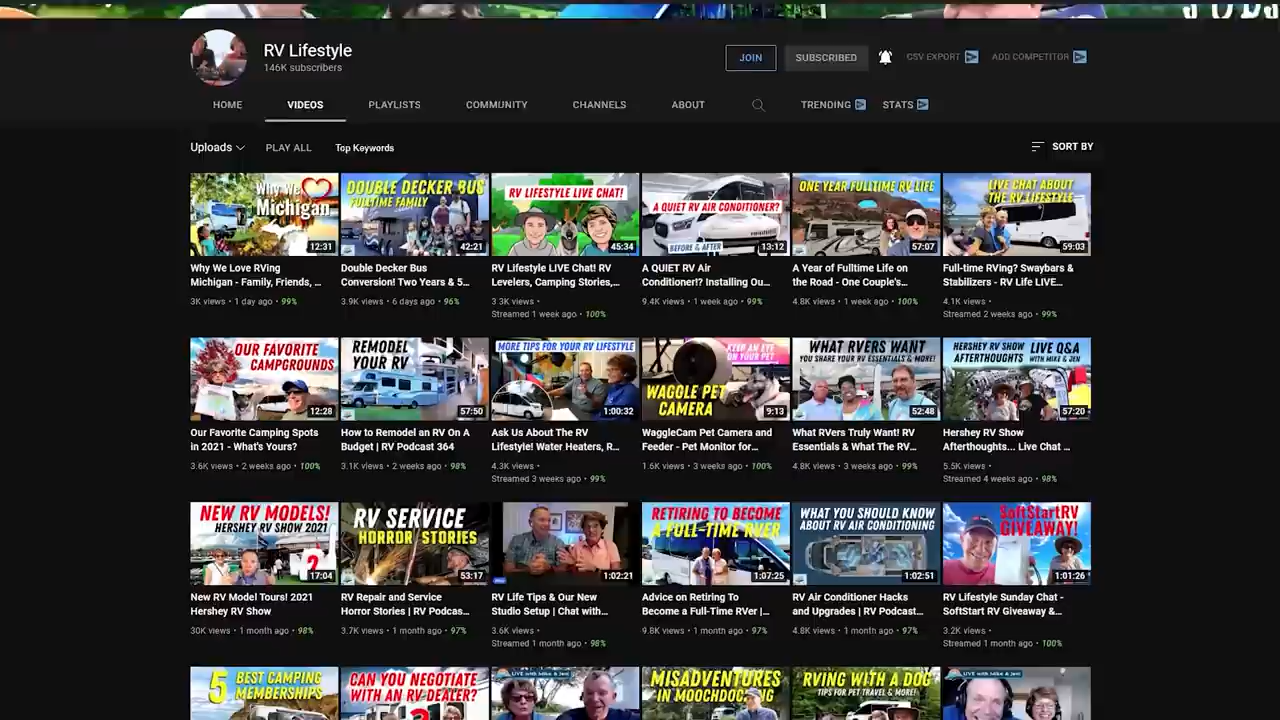 RV Lifestyle
146K subscribers
JOIN
SUBSCRIBED
CSV EXPORT
ADD COMPETITOR
HOME
VIDEOS
PLAYLISTS
COMMUNITY
CHANNELS
ABOUT
TRENDING
STATS
Uploads
PLAY ALL
Top Keywords
SORT BY
Why We
Michigan
12:31
DOUBLE DECKER BUS
FULLTIME FAMILY
42:21
RV LIFESTYLE LIVE CHAT!
45:34
A QUIET RV AIR CONDITIONER?
BEFORE & AFTER
13:12
ONE YEAR FULLTIME RV LIFE
57:07
LIVE CHAT ABOUT
THE RV LIFESTYLE
59:03
Why We Love RVing
Michigan - Family, Friends, ...
3K views • 1 day ago • 99%
Double Decker Bus
Conversion! Two Years & 5...
3.9K views • 6 days ago • 96%
RV Lifestyle LIVE Chat! RV
Levelers, Camping Stories,...
3.3K views •
Streamed 1 week ago • 100%
A QUIET RV Air
Conditioner!? Installing Ou...
9.4K views • 1 week ago • 99%
A Year of Fulltime Life on
the Road - One Couple's...
4.8K views • 1 week ago • 100%
Full-time RVing? Swaybars &
Stabilizers - RV Life LIVE...
4.1K views •
Streamed 2 weeks ago • 99%
OUR FAVORITE
CAMPGROUNDS
12:28
REMODEL
YOUR RV
57:50
MORE TIPS FOR YOUR RV LIFESTYLE
1:00:32
KEEP AN EYE
ON YOUR PET
WAGGLE PET
CAMERA
9:13
WHAT RVERS WANT
YOU SHARE YOUR RV ESSENTIALS & MORE!
52:48
HERSHEY RV SHOW
AFTERTHOUGHTS
LIVE Q&A
WITH MIKE & JEN
57:20
Our Favorite Camping Spots
in 2021 - What's Yours?
3.6K views • 2 weeks ago • 100%
How to Remodel an RV On A
Budget | RV Podcast 364
3.1K views • 2 weeks ago • 98%
Ask Us About The RV
Lifestyle! Water Heaters, R...
4.3K views •
Streamed 3 weeks ago • 99%
WaggleCam Pet Camera and
Feeder - Pet Monitor for...
1.6K views • 3 weeks ago • 100%
What RVers Truly Want! RV
Essentials & What The RV...
4.8K views • 3 weeks ago • 99%
Hershey RV Show
Afterthoughts... Live Chat ...
5.5K views •
Streamed 4 weeks ago • 98%
NEW RV MODELS!
HERSHEY RV SHOW 2021
?
17:04
RV SERVICE
HORROR STORIES
53:17
1:02:21
RETIRING TO BECOME
A FULL-TIME RVER
1:07:25
WHAT YOU SHOULD KNOW
ABOUT RV AIR CONDITIONING
1:02:51
SoftStartRV
GIVEAWAY!
1:01:26
New RV Model Tours! 2021
Hershey RV Show
30K views • 1 month ago • 98%
RV Repair and Service
Horror Stories | RV Podcas...
3.7K views • 1 month ago • 97%
RV Life Tips & Our New
Studio Setup | Chat with...
3.6K views •
Streamed 1 month ago • 98%
Advice on Retiring To
Become a Full-Time RVer |...
9.8K views • 1 month ago • 97%
RV Air Conditioner Hacks
and Upgrades | RV Podcast...
4.8K views • 1 month ago • 97%
RV Lifestyle Sunday Chat -
SoftStart RV Giveaway &...
3.2K views •
Streamed 1 month ago • 100%
5 BEST CAMPING
MEMBERSHIPS
CAN YOU NEGOTIATE
WITH AN RV DEALER?
LIVE with Mike & Jen!
MISADVENTURES
IN MOOCHDOCKING
RVING WITH A DOG
TIPS FOR PET TRAVEL & MORE!
LIVE with Mike & Jen!